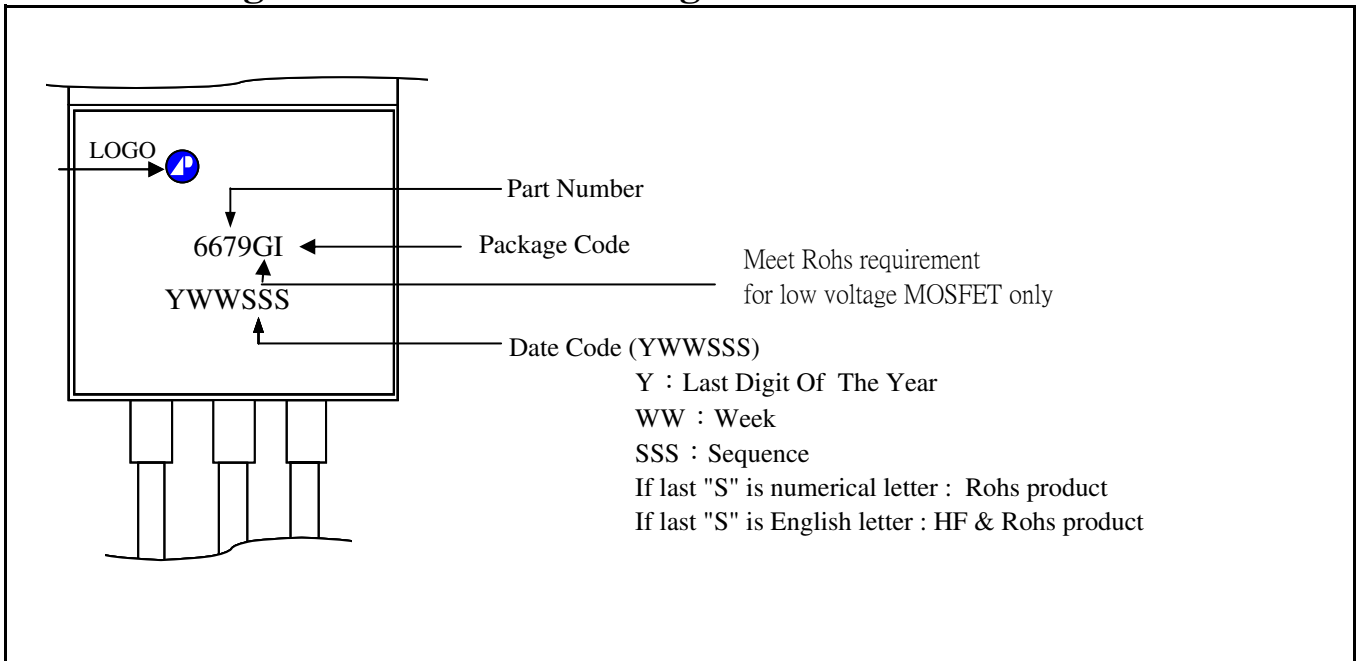 LOGO
Part Number
6679GI
Package Code
Meet Rohs requirement
for low voltage MOSFET only
YWWSSS
Date Code (YWWSSS)
Y：Last Digit Of The Year
WW：Week
SSS：Sequence
If last "S" is numerical letter : Rohs product
If last "S" is English letter : HF & Rohs product